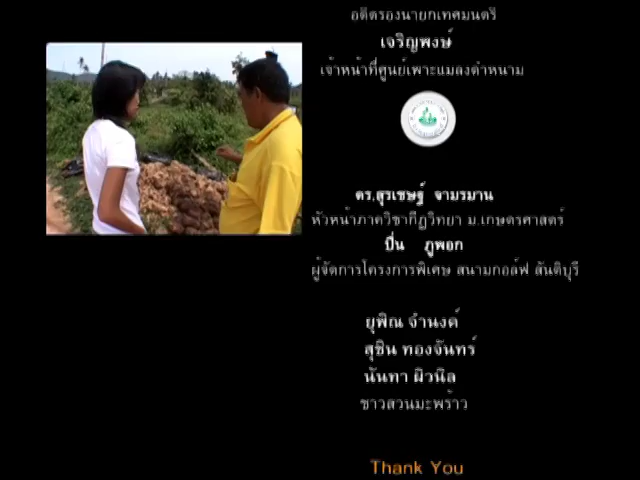 อดีตรองนายกเทศมนตรี
เจริญพงษ์
เจ้าหน้าที่ศูนย์เพาะแมลงดำหนาม
ดร.สุรเชษฐ์ จามรมาน
หัวหน้าภาควิชากีฏวิทยา ม.เกษตรศาสตร์
ปื่น ภูพอก
ผู้จัดการโครงการพิเศษ สนามกอล์ฟ สันติบุรี
ยุพิณ จำนงค์
สุชิน ทองจันทร์
นันทา ผิวนิล
ชาวสวนมะพร้าว
Thank You